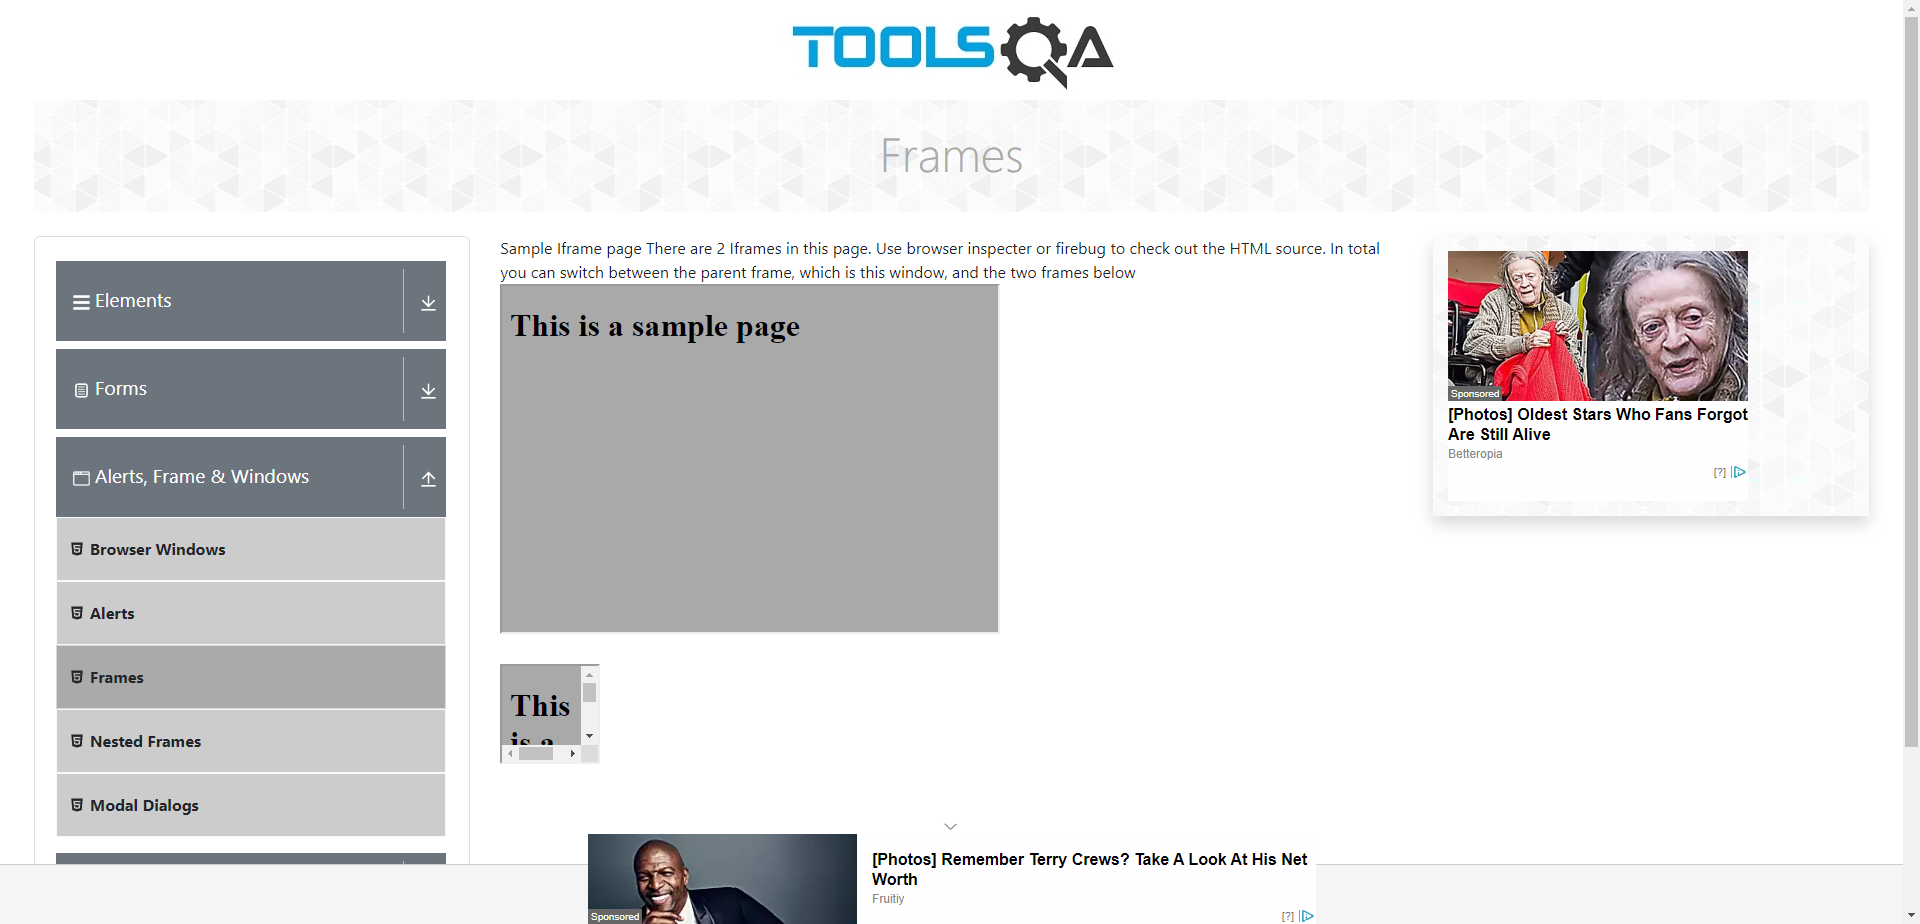 TOOLSQA
Frames
Elements
Forms
Alerts, Frame & Windows
Browser Windows
Alerts
Frames
Nested Frames
Modal Dialogs
Sample Iframe page There are 2 Iframes in this page. Use browser inspecter or firebug to check out the HTML source. In total
you can switch between the parent frame, which is this window, and the two frames below
This is a sample page
This
is a
Sponsored
[Photos] Oldest Stars Who Fans Forgot
Are Still Alive
Betteropia
[?]
Sponsored
[Photos] Remember Terry Crews? Take A Look At His Net
Worth
Fruitiy
[?]